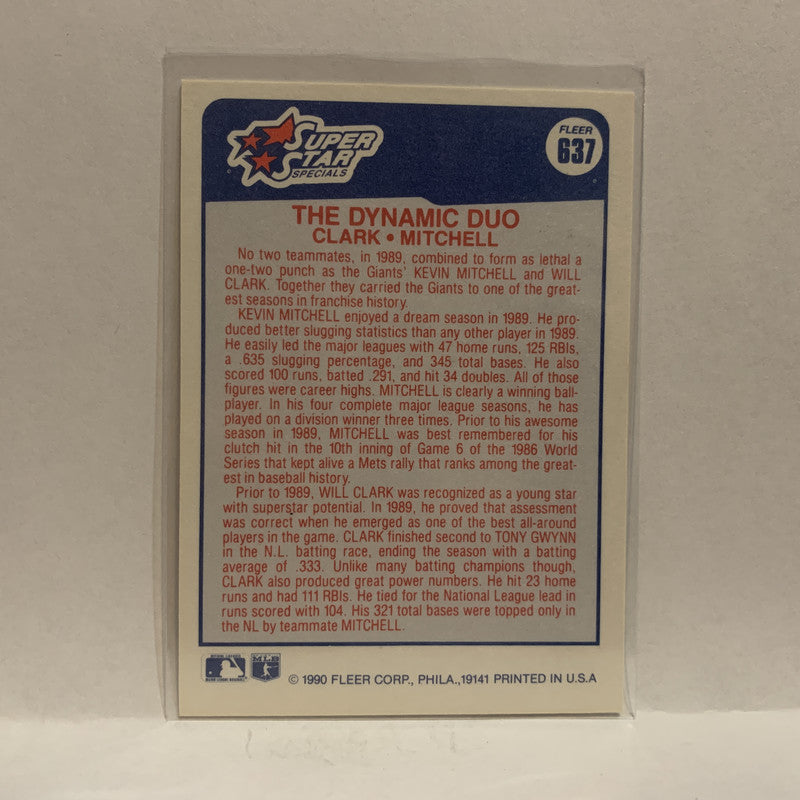 SUPER
STAR
SPECIALS
FLEER
637
THE DYNAMIC DUO
CLARK • MITCHELL
No two teammates, in 1989, combined to form as lethal a
one-two punch as the Giants' KEVIN MITCHELL and WILL
CLARK. Together they carried the Giants to one of the great-
est seasons in franchise history.
KEVIN MITCHELL enjoyed a dream season in 1989. He pro-
duced better slugging statistics than any other player in 1989.
He easily led the major leagues with 47 home runs, 125 RBIs,
a .635 slugging percentage, and 345 total bases. He also
scored 100 runs, batted .291, and hit 34 doubles. All of those
figures were career highs. MITCHELL is clearly a winning ball-
player. In his four complete major league seasons, he has
played on a division winner three times. Prior to his awesome
season in 1989, MITCHELL was best remembered for his
clutch hit in the 10th inning of Game 6 of the 1986 World
Series that kept alive a Mets rally that ranks among the great-
est in baseball history.
Prior to 1989, WILL CLARK was recognized as a young star
with superstar potential. In 1989, he proved that assessment
was correct when he emerged as one of the best all-around
players in the game. CLARK finished second to TONY GWYNN
in the N.L. batting race, ending the season with a batting
average of .333. Unlike many batting champions though,
CLARK also produced great power numbers. He hit 23 home
runs and had 111 RBIs. He tied for the National League lead in
runs scored with 104. His 321 total bases were topped only in
the NL by teammate MITCHELL.
MLB
© 1990 FLEER CORP., PHILA., 19141 PRINTED IN U.S.A